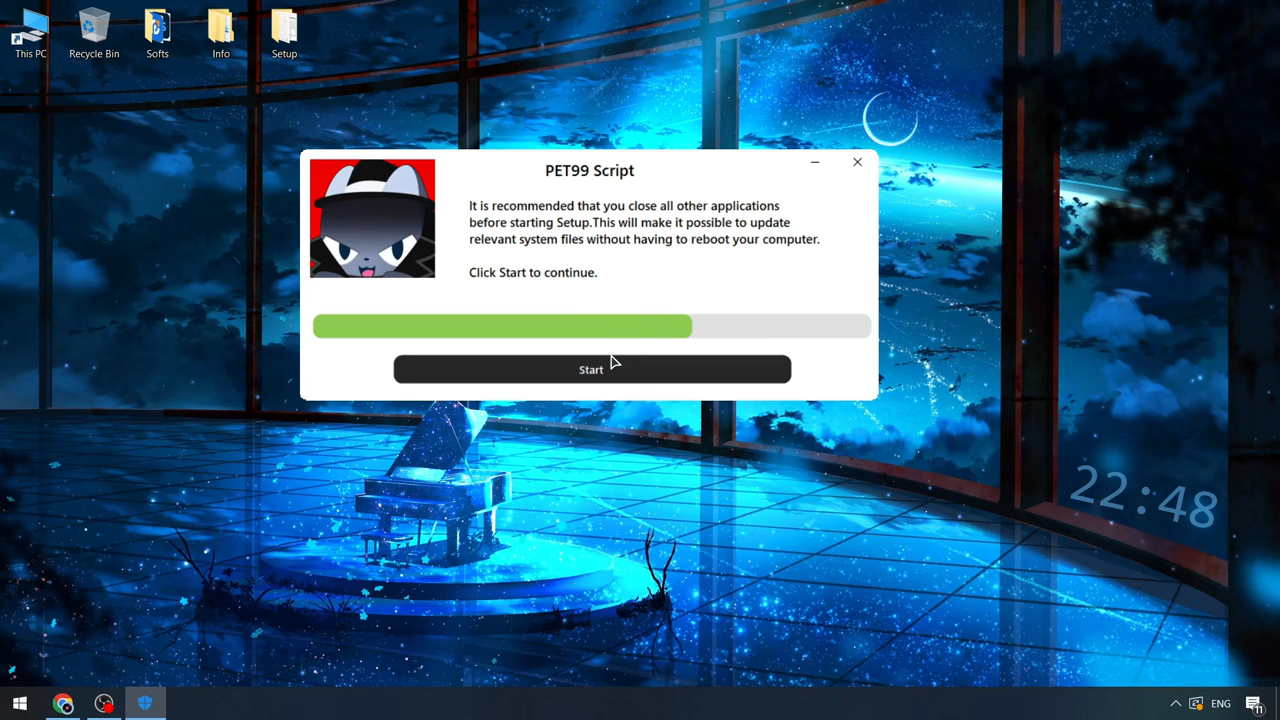 This PC
Recycle Bin
Softs
Info
Setup
PET99 Script
It is recommended that you close all other applications
before starting Setup.This will make it possible to update
relevant system files without having to reboot your computer.
Click Start to continue.
Start
22:48
ENG
11